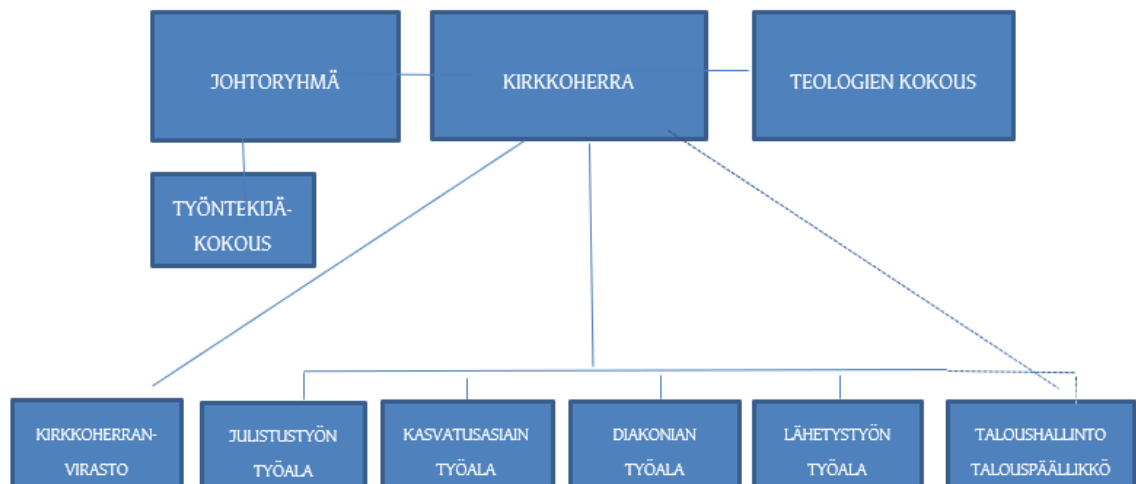 JOHTORYHMÄ
KIRKKOHERRA
TEOLOGIEN KOKOUS
TYÖNTEKIJÄ-
KOKOUS
KIRKKOHERRAN-
VIRASTO
JULISTUSTYÖN
TYÖALA
KASVATUSASIAIN
TYÖALA
DIAKONIAN
TYÖALA
LÄHETYSTYÖN
TYÖALA
TALOUSHALLINTO
TALOUSPÄÄLLIKKÖ